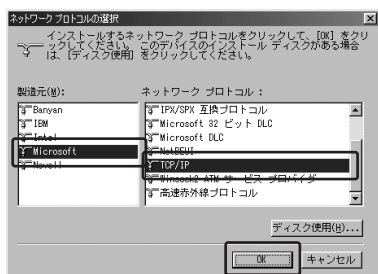 ネットワーク プロトコルの選択
インストールするネットワーク プロトコルをクリックして、[OK] をクリ
ックしてください。 このデバイスのインストール ディスクがある場合
は、[ディスク使用] をクリックしてください。
製造元(M):
Banyan
IBM
Intel
Microsoft
Novell
ネットワーク プロトコル :
IPX/SPX 互換プロトコル
Microsoft 32 ビット DLC
Microsoft DLC
NetBEUI
TCP/IP
Winsock2 ATM サービス プロバイダ
高速赤外線プロトコル
ディスク使用(H)...
OK
キャンセル